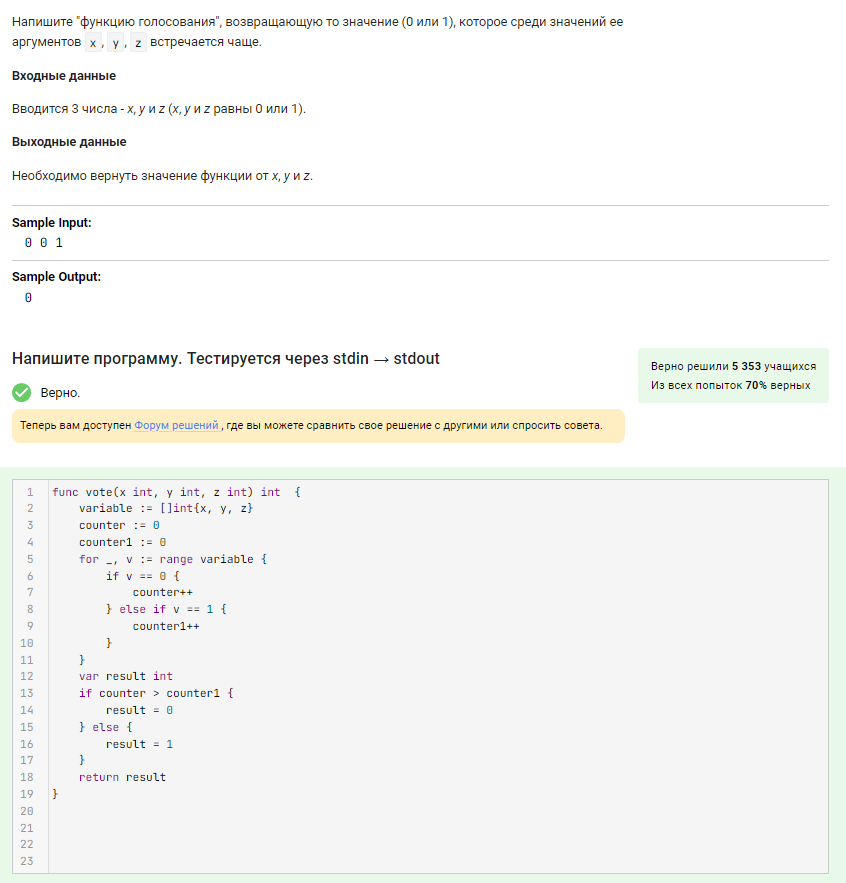 Напишите "функцию голосования", возвращающую то значение (0 или 1), которое среди значений ее
аргументов x, y, z встречается чаще.
Входные данные
Вводится 3 числа - x, y и z (x, y и z равны 0 или 1).
Выходные данные
Необходимо вернуть значение функции от x, y и z.
Sample Input:
0 0 1
Sample Output:
0
Напишите программу. Тестируется через stdin → stdout
Верно решили 5 353 учащихся
Из всех попыток 70% верных
Верно.
Теперь вам доступен Форум решений, где вы можете сравнить свое решение с другими или спросить совета.
1 func vote(x int, y int, z int) int  {
2     variable := []int{x, y, z}
3     counter := 0
4     counter1 := 0
5     for _, v := range variable {
6         if v == 0 {
7             counter++
8         } else if v == 1 {
9             counter1++
10         }
11     }
12     var result int
13     if counter > counter1 {
14         result = 0
15     } else {
16         result = 1
17     }
18     return result
19 }
20
21
22
23